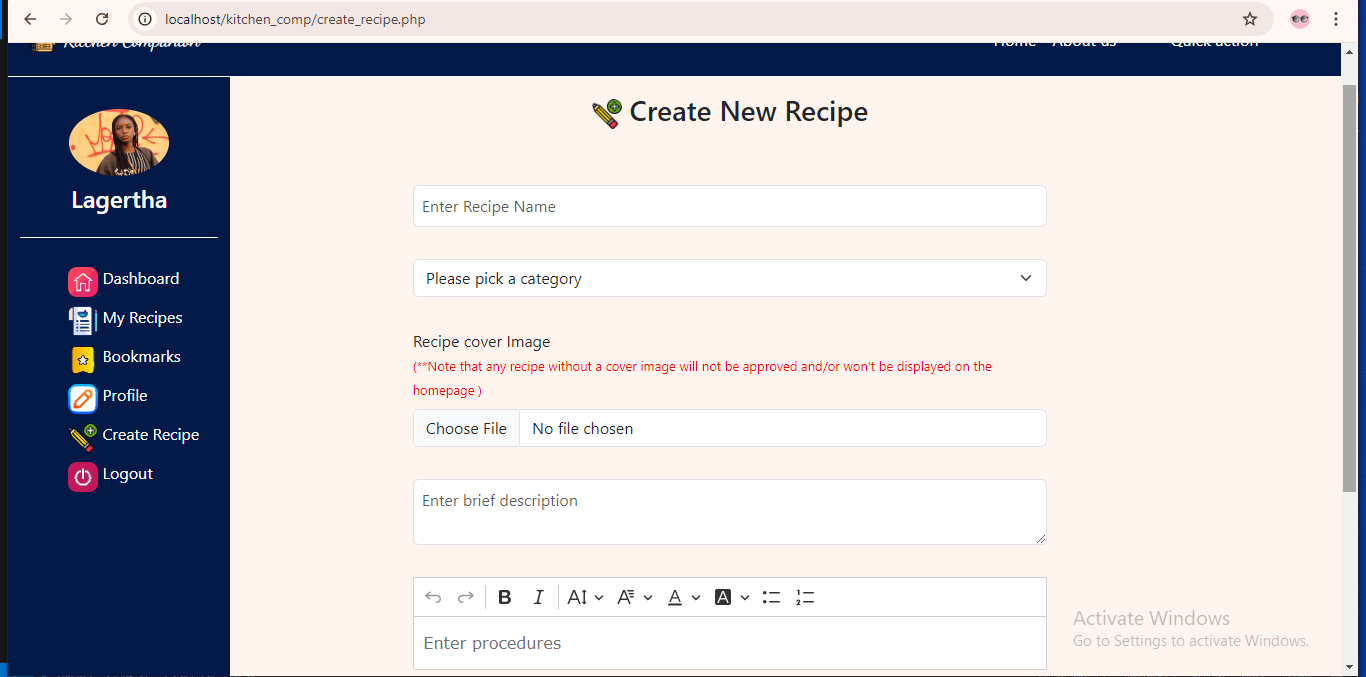 localhost/kitchen_comp/create_recipe.php
Kitchen Companion
Home About us Quick action
Create New Recipe
Lagertha
Dashboard
My Recipes
Bookmarks
Profile
Create Recipe
Logout
Enter Recipe Name
Please pick a category
Recipe cover Image
(**Note that any recipe without a cover image will not be approved and/or won't be displayed on the
homepage )
Choose File No file chosen
Enter brief description
B I A A A A
Enter procedures
Activate Windows
Go to Settings to activate Windows.